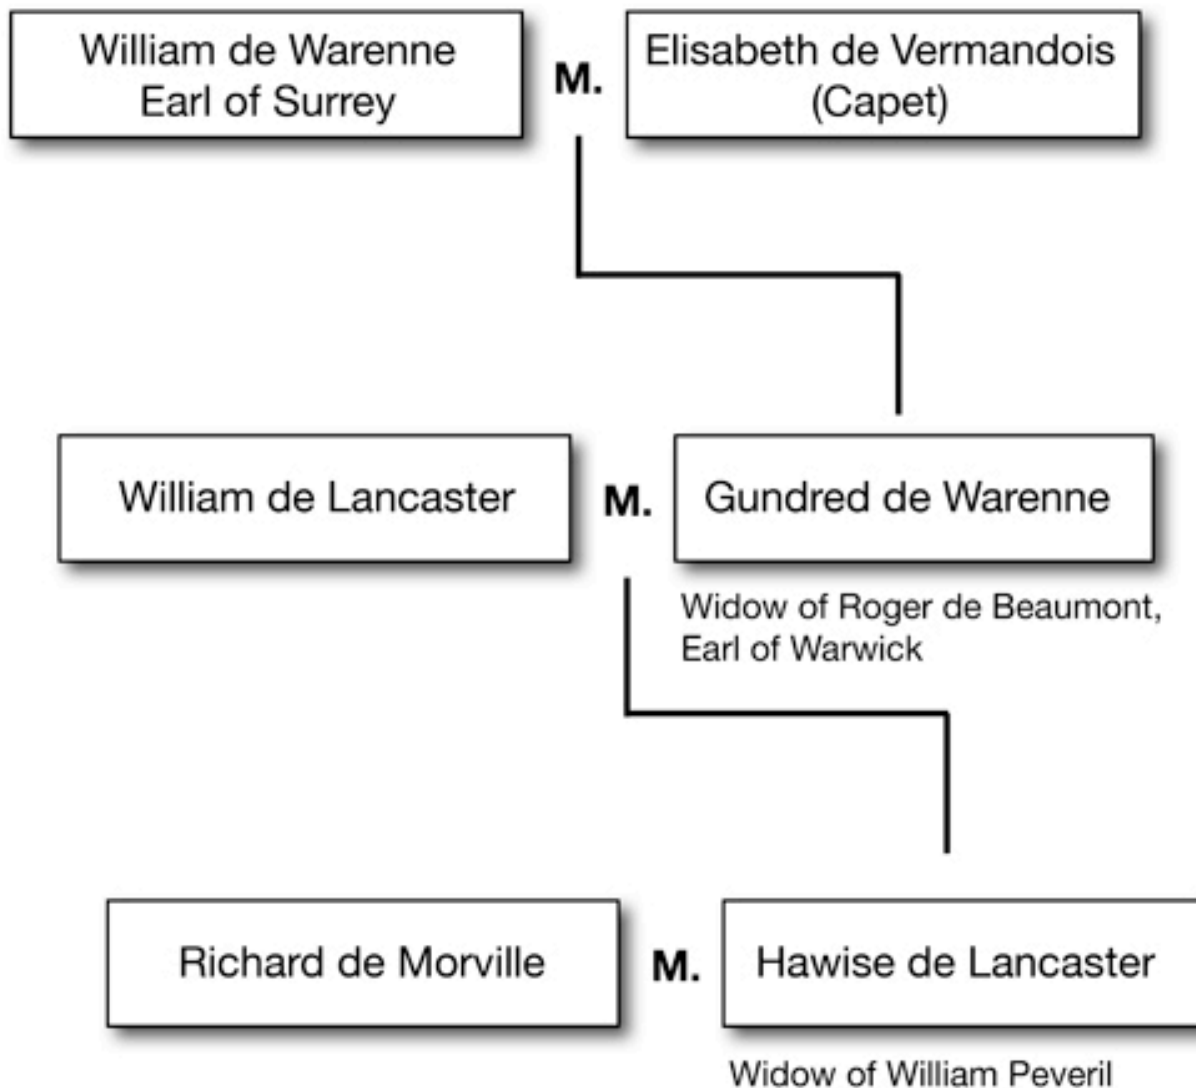 William de Warenne
Earl of Surrey
M.
Elisabeth de Vermandois
(Capet)
William de Lancaster
M.
Gundred de Warenne
Widow of Roger de Beaumont,
Earl of Warwick
Richard de Morville
M.
Hawise de Lancaster
Widow of William Peveril